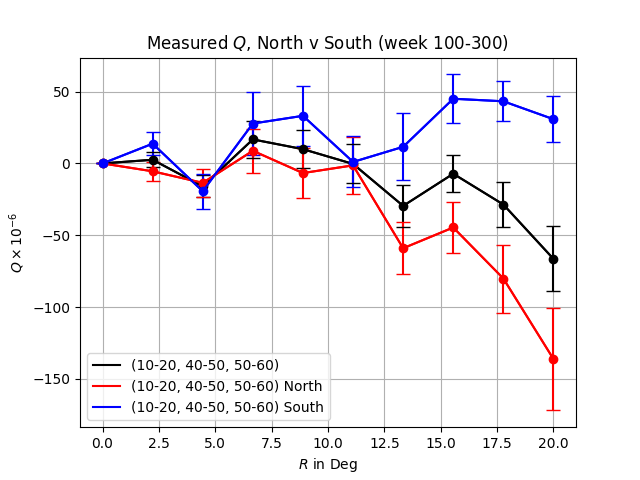 Measured Q, North v South (week 100-300)
50
0
−50
−100
−150
Q × 10⁻⁶
(10-20, 40-50, 50-60)
(10-20, 40-50, 50-60) North
(10-20, 40-50, 50-60) South
0.0 2.5 5.0 7.5 10.0 12.5 15.0 17.5 20.0
R in Deg